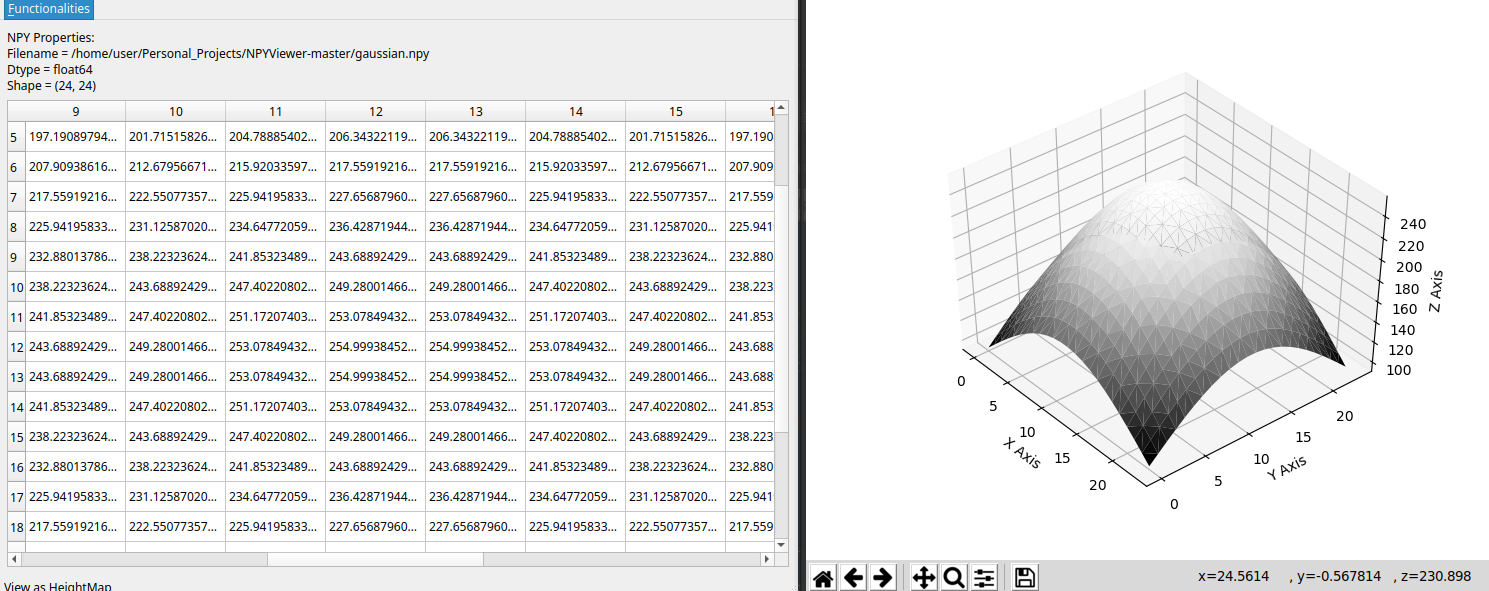 Functionalities
NPY Properties:
Filename = /home/user/Personal_Projects/NPYViewer-master/gaussian.npy
Dtype = float64
Shape = (24, 24)
9 10 11 12 13 14 15 1
5 197.19089794... 201.71515826... 204.78885402... 206.34322119... 206.34322119... 204.78885402... 201.71515826... 197.190
6 207.90938616... 212.67956671... 215.92033597... 217.55919216... 217.55919216... 215.92033597... 212.67956671... 207.909
7 217.55919216... 222.55077357... 225.94195833... 227.65687960... 227.65687960... 225.94195833... 222.55077357... 217.559
8 225.94195833... 231.12587020... 234.64772059... 236.42871944... 236.42871944... 234.64772059... 231.12587020... 225.941
9 232.88013786... 238.22323624... 241.85323489... 243.68892429... 243.68892429... 241.85323489... 238.22323624... 232.880
10 238.22323624... 243.68892429... 247.40220802... 249.28001466... 249.28001466... 247.40220802... 243.68892429... 238.223
11 241.85323489... 247.40220802... 251.17207403... 253.07849432... 253.07849432... 251.17207403... 247.40220802... 241.853
12 243.68892429... 249.28001466... 253.07849432... 254.99938452... 254.99938452... 253.07849432... 249.28001466... 243.688
13 243.68892429... 249.28001466... 253.07849432... 254.99938452... 254.99938452... 253.07849432... 249.28001466... 243.688
14 241.85323489... 247.40220802... 251.17207403... 253.07849432... 253.07849432... 251.17207403... 247.40220802... 241.853
15 238.22323624... 243.68892429... 247.40220802... 249.28001466... 249.28001466... 247.40220802... 243.68892429... 238.223
16 232.88013786... 238.22323624... 241.85323489... 243.68892429... 243.68892429... 241.85323489... 238.22323624... 232.880
17 225.94195833... 231.12587020... 234.64772059... 236.42871944... 236.42871944... 234.64772059... 231.12587020... 225.941
18 217.55919216... 222.55077357... 225.94195833... 227.65687960... 227.65687960... 225.94195833... 222.55077357... 217.559
View as HeightMap
240
220
200
180
160
140
120
100
Z Axis
0
5
10
15
20
X Axis
0
5
10
15
20
Y Axis
x=24.5614 , y=-0.567814 , z=230.898